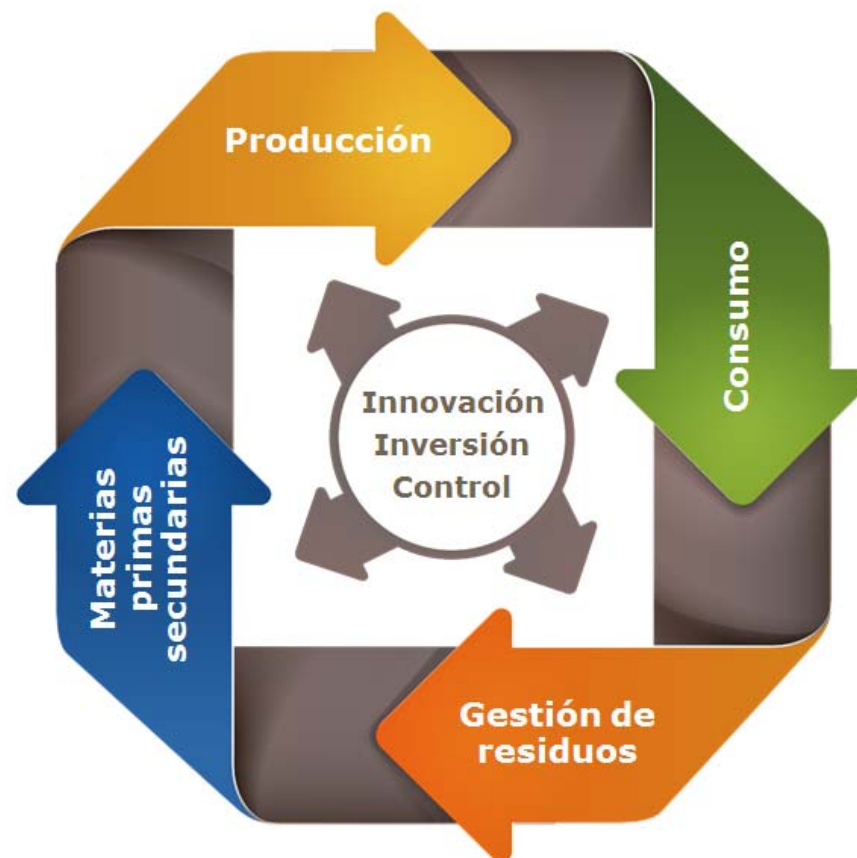 Producción
Consumo
Innovación
Inversión
Control
Materias
primas
secundarias
Gestión de
residuos